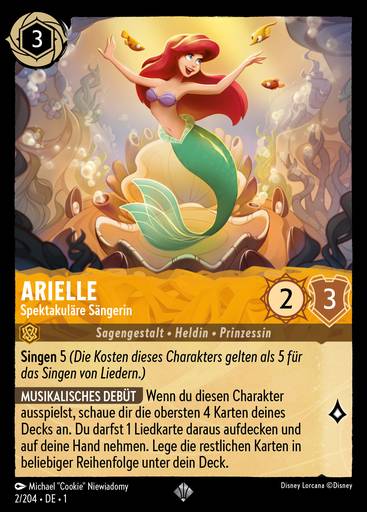 3
ARIELLE
Spektakuläre Sängerin
2
3
Sagengestalt • Heldin • Prinzessin
Singen 5 (Die Kosten dieses Charakters gelten als 5 für
das Singen von Liedern.)
MUSIKALISCHES DEBÜT Wenn du diesen Charakter
ausspielst, schaue dir die obersten 4 Karten deines
Decks an. Du darfst 1 Liedkarte daraus aufdecken und
auf deine Hand nehmen. Lege die restlichen Karten in
beliebiger Reihenfolge unter dein Deck.
Michael "Cookie" Niewiadomy
Disney Lorcana ©Disney
2/204 • DE • 1